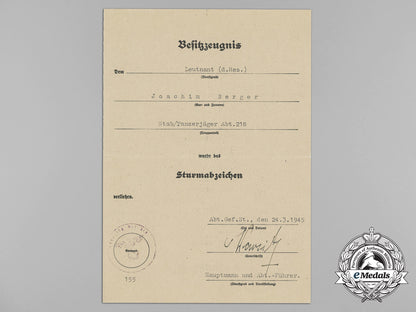 Besitzzeugnis
Dem Leutnant (d.Res.)
(Dienstgrad)
Joachim Berger
(Vor- und Zuname)
Stab/Panzerjäger Abt.216
(Truppenteil)
wurde das
Sturmabzeichen
verliehen.
Abt.Gef.St., den 24.3.1945
(Ort und Datum)
(Unterschrift)
Hauptmann und Abt.-Führer.
(Dienstgrad und Dienststellung)
155
eMedals